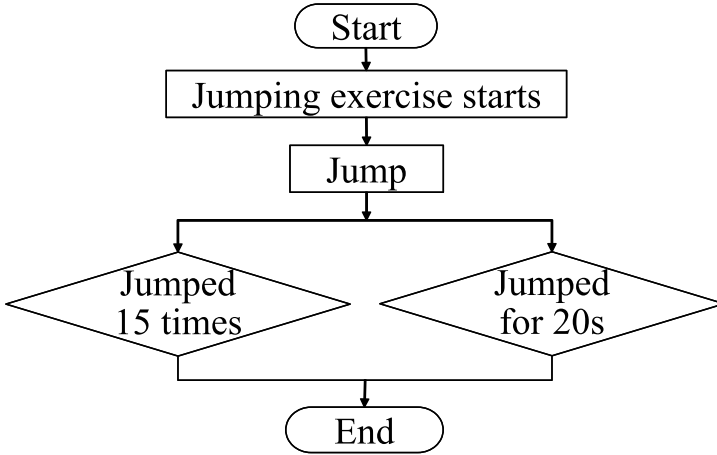 Start
Jumping exercise starts
Jump
Jumped
15 times
Jumped
for 20s
End